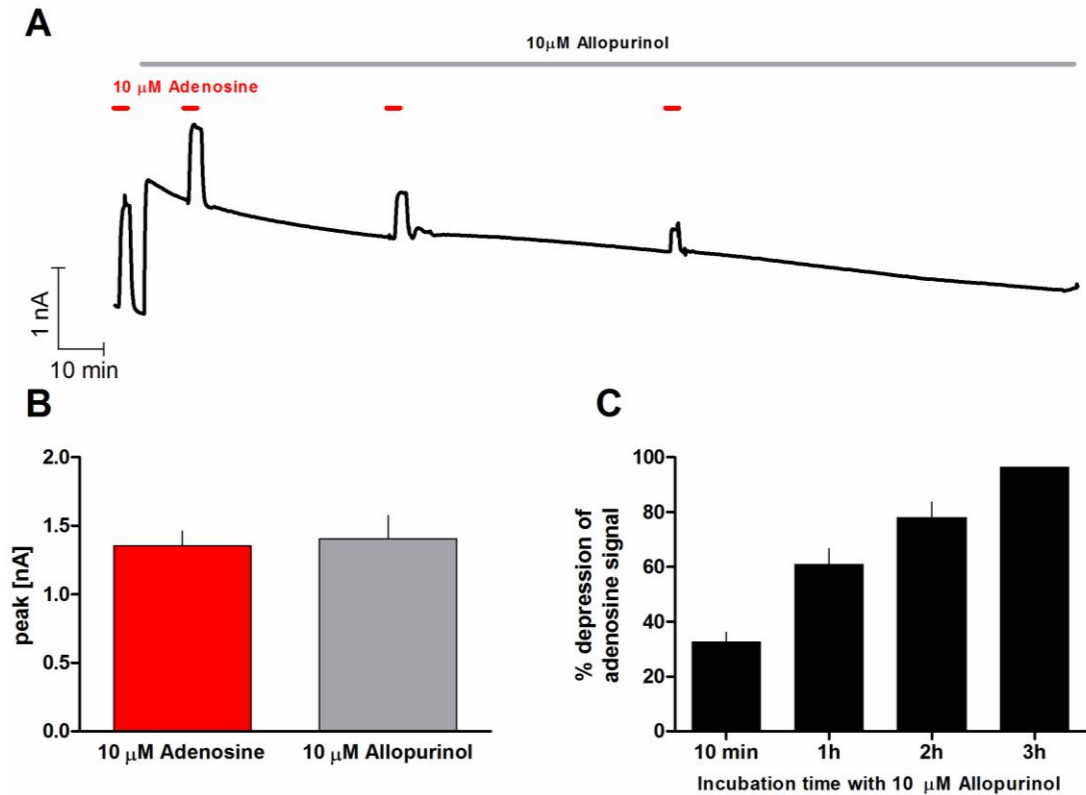 A
10μM Allopurinol
10 μM Adenosine
1 nA
10 min
B
peak [nA]
2.0
1.5
1.0
0.5
0.0
10 μM Adenosine
10 μM Allopurinol
C
% depression of
adenosine signal
100
80
60
40
20
0
10 min
1h
2h
3h
Incubation time with 10 μM Allopurinol